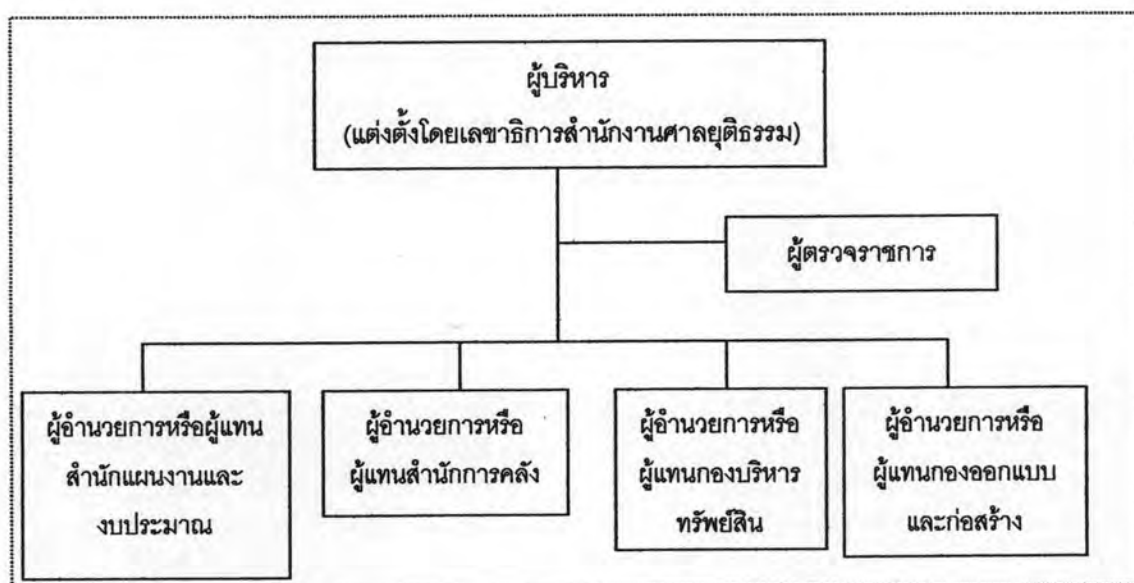 ผู้บริหาร
(แต่งตั้งโดยเลขาธิการสำนักงานศาลยุติธรรม)
ผู้ตรวจราชการ
ผู้อำนวยการหรือผู้แทน
สำนักแผนงานและ
งบประมาณ
ผู้อำนวยการหรือ
ผู้แทนสำนักการคลัง
ผู้อำนวยการหรือ
ผู้แทนกองบริหาร
ทรัพย์สิน
ผู้อำนวยการหรือ
ผู้แทนกองออกแบบ
และก่อสร้าง